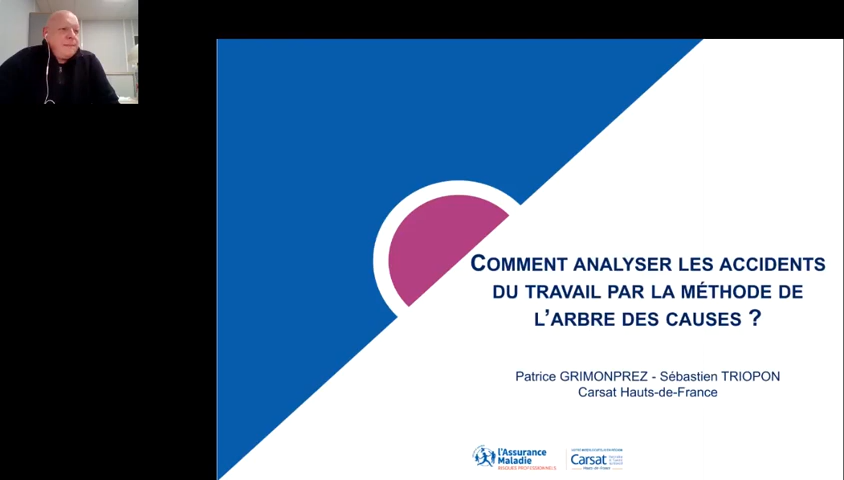 COMMENT ANALYSER LES ACCIDENTS
DU TRAVAIL PAR LA MÉTHODE DE
L'ARBRE DES CAUSES ?
Patrice GRIMONPREZ - Sébastien TRIOPON
Carsat Hauts-de-France
l'Assurance
Maladie
RISQUES PROFESSIONNELS
Carsat